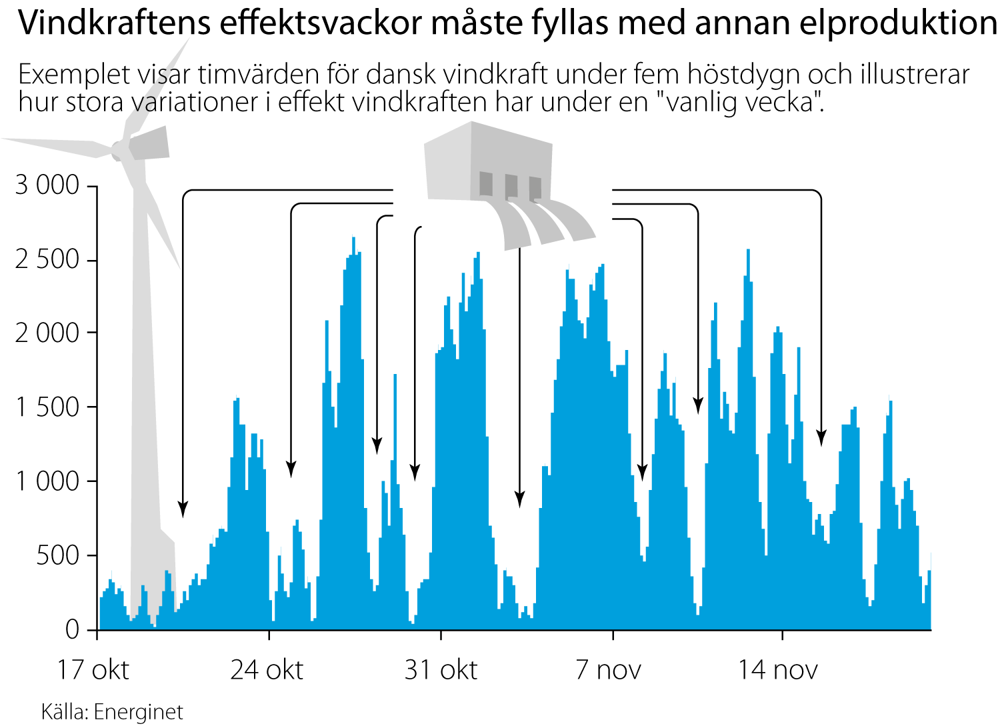 Vindkraftens effektsvackor måste fyllas med annan elproduktion
Exemplet visar timvärden för dansk vindkraft under fem höstdygn och illustrerar
hur stora variationer i effekt vindkraften har under en "vanlig vecka".
3 000
2 500
2 000
1 500
1 000
500
0
17 okt 24 okt 31 okt 7 nov 14 nov
Källa: Energinet